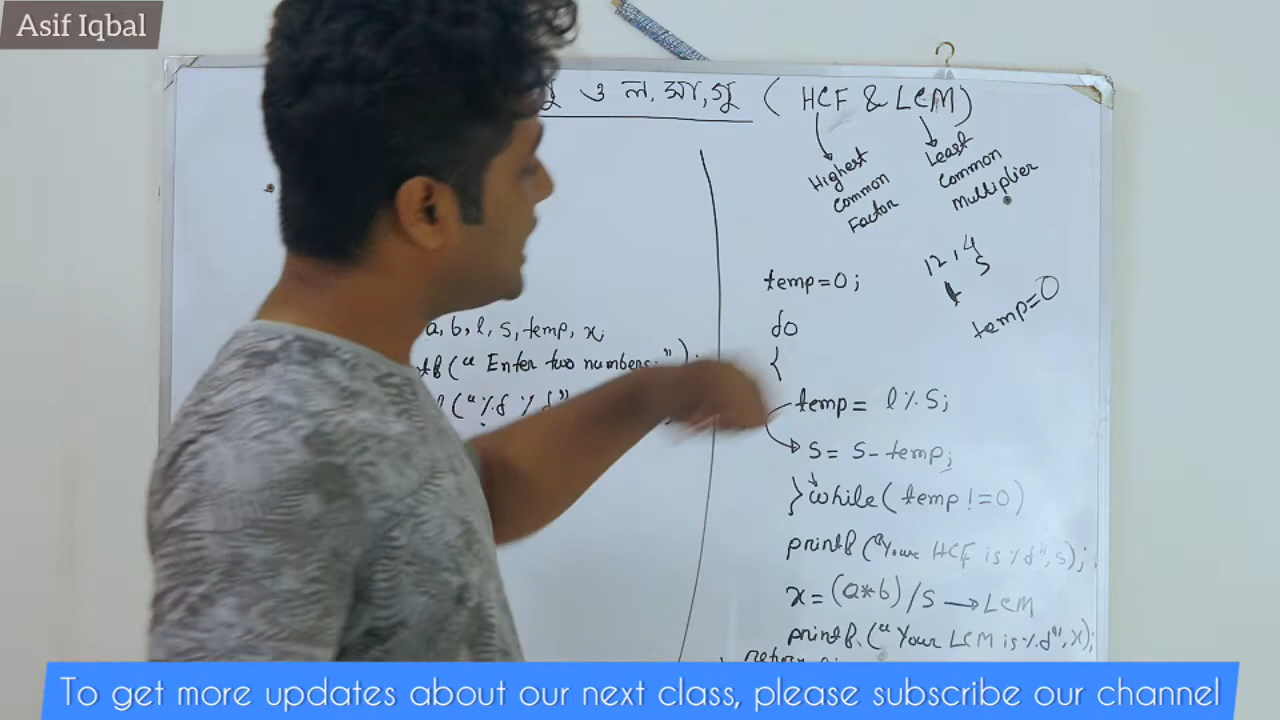 Asif Iqbal
ও ল.সা,গু ( HCF & LCM)
Highest
Common
Factor
Least
Common
Multiplier
12, 4
5
temp=0
temp=0;
do
{
temp= l%s;
s= s-temp;
}while(temp!=0)
printf("Your HCF is %d",s);
x=(a*b)/s →LCM
printf.("Your LCM is %d",x);
a, b, l, s, temp, x;
(" Enter two numbers:");
("%d %d"
To get more updates about our next class, please subscribe our channel